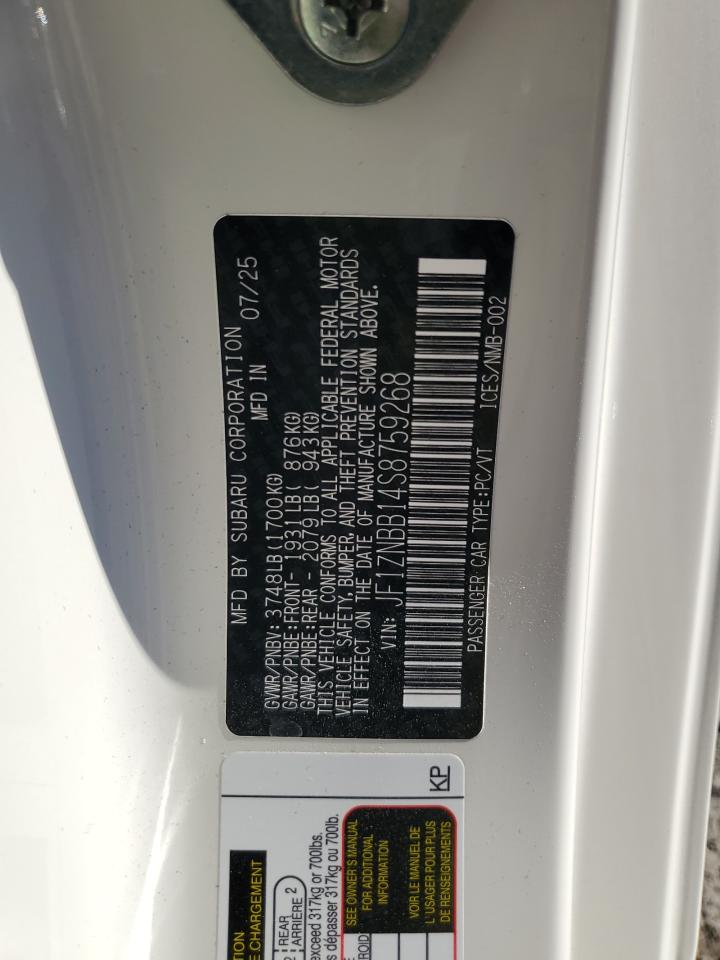 MFD BY SUBARU CORPORATION 07/25
MFD IN
GVWR/PNBV: 3748LB(1700KG)
GAWR/PNBE:FRONT- 1931LB( 876KG)
GAWR/PNBE:REAR - 2079LB( 943KG)
THIS VEHICLE CONFORMS TO ALL APPLICABLE FEDERAL MOTOR
VEHICLE SAFETY, BUMPER, AND THEFT PREVENTION STANDARDS
IN EFFECT ON THE DATE OF MANUFACTURE SHOWN ABOVE.
VIN: JF1ZNBB14S8759268
PASSENGER CAR TYPE:PC/VT ICES/NMB-002
KP
TION
E CHARGEMENT
2 REAR
ARRIÈRE 2
exceed 317kg or 700lbs.
s dépasser 317kg ou 700lb.
SEE OWNER'S MANUAL
FOR ADDITIONAL
INFORMATION
VOIR LE MANUEL DE
L'USAGER POUR PLUS
DE RENSEIGNEMENTS